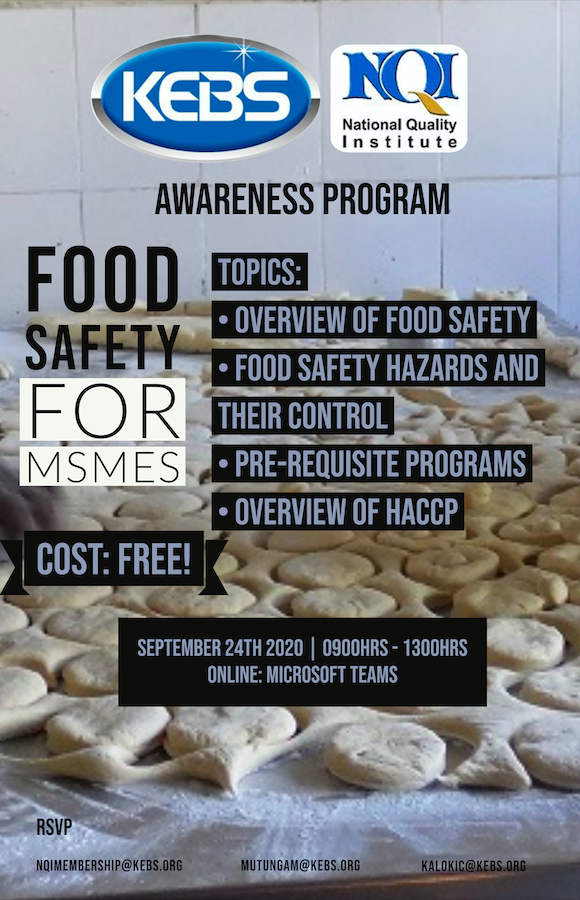 KEBS
NQI
National Quality
Institute
AWARENESS PROGRAM
FOOD
SAFETY
FOR
MSMES
TOPICS:
• OVERVIEW OF FOOD SAFETY
• FOOD SAFETY HAZARDS AND
THEIR CONTROL
• PRE-REQUISITE PROGRAMS
• OVERVIEW OF HACCP
COST: FREE!
SEPTEMBER 24TH 2020 | 0900HRS - 1300HRS
ONLINE: MICROSOFT TEAMS
RSVP
NQIMEMBERSHIP@KEBS.ORG MUTUNGAM@KEBS.ORG KALOKIC@KEBS.ORG